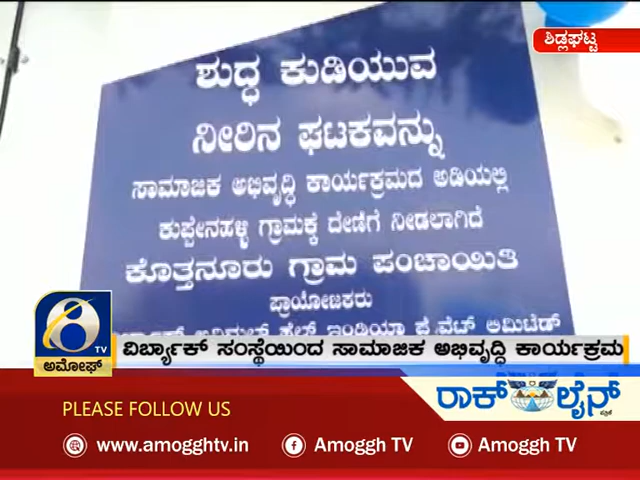 ಶಿಡ್ಲಘಟ್ಟ
ಶುದ್ಧ ಕುಡಿಯುವ
ನೀರಿನ ಘಟಕವನ್ನು
ಸಾಮಾಜಿಕ ಅಭಿವೃದ್ಧಿ ಕಾರ್ಯಕ್ರಮದ ಅಡಿಯಲ್ಲಿ
ಕುಪ್ಪೇನಹಳ್ಳಿ ಗ್ರಾಮಕ್ಕೆ ದೇಣಿಗೆ ನೀಡಲಾಗಿದೆ
ಕೊತ್ತನೂರು ಗ್ರಾಮ ಪಂಚಾಯಿತಿ
ಪ್ರಾಯೋಜಕರು
ಹೆಲ್ತ್ ಇಂಡಿಯಾ ಪ್ರೈವೆಟ್ ಲಿಮಿಟೆಡ್
TV
ಅಮೋಘ್
ವಿರ್ಬ್ಯಾಕ್ ಸಂಸ್ಥೆಯಿಂದ ಸಾಮಾಜಿಕ ಅಭಿವೃದ್ಧಿ ಕಾರ್ಯಕ್ರಮ
PLEASE FOLLOW US
ರಾಕ್ ಲೈನ್
www.amogghtv.in
Amoggh TV
Amoggh TV